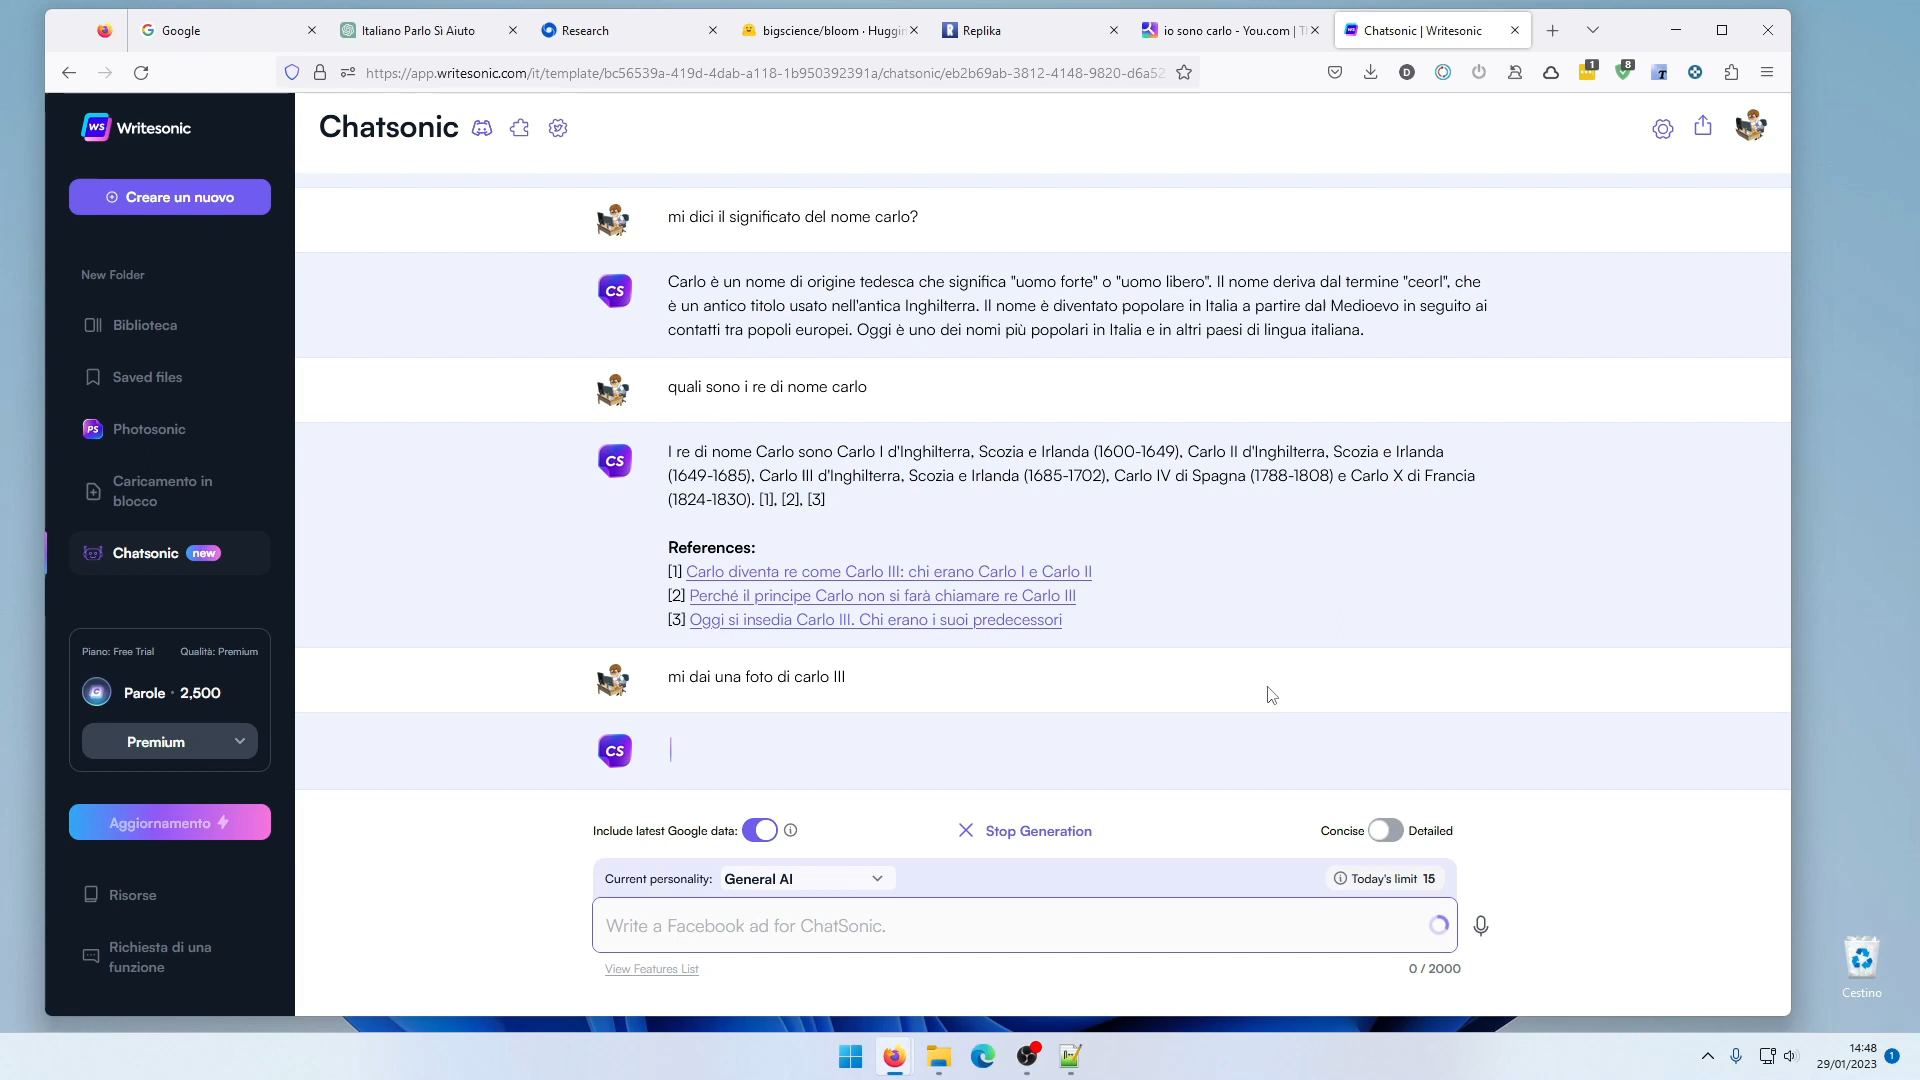 Google
Italiano Parlo Sì Aiuto
Research
bigscience/bloom · Huggin
Replika
io sono carlo - You.com | Tl
Chatsonic | Writesonic
https://app.writesonic.com/it/template/bc56539a-419d-4dab-a118-1b950392391a/chatsonic/eb2b69ab-3812-4148-9820-d6a52
1
8
WS Writesonic
Chatsonic
Creare un nuovo
New Folder
Biblioteca
Saved files
PS Photosonic
Caricamento in
blocco
Chatsonic new
Piano: Free Trial Qualità: Premium
Parole · 2,500
Premium
Aggiornamento
Risorse
Richiesta di una
funzione
mi dici il significato del nome carlo?
CS
Carlo è un nome di origine tedesca che significa "uomo forte" o "uomo libero". Il nome deriva dal termine "ceorl", che
è un antico titolo usato nell'antica Inghilterra. Il nome è diventato popolare in Italia a partire dal Medioevo in seguito ai
contatti tra popoli europei. Oggi è uno dei nomi più popolari in Italia e in altri paesi di lingua italiana.
quali sono i re di nome carlo
CS
I re di nome Carlo sono Carlo I d'Inghilterra, Scozia e Irlanda (1600-1649), Carlo II d'Inghilterra, Scozia e Irlanda
(1649-1685), Carlo III d'Inghilterra, Scozia e Irlanda (1685-1702), Carlo IV di Spagna (1788-1808) e Carlo X di Francia
(1824-1830). [1], [2], [3]
References:
[1] Carlo diventa re come Carlo III: chi erano Carlo I e Carlo II
[2] Perché il principe Carlo non si farà chiamare re Carlo III
[3] Oggi si insedia Carlo III. Chi erano i suoi predecessori
mi dai una foto di carlo III
CS
Include latest Google data:
Stop Generation
Concise Detailed
Current personality: General AI
Today's limit 15
Write a Facebook ad for ChatSonic.
View Features List
0 / 2000
Cestino
14:48
29/01/2023
1